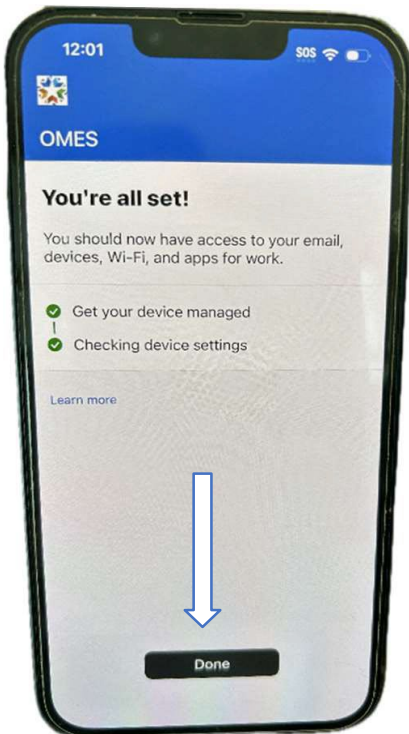 12:01
SOS
OMES
You're all set!
You should now have access to your email,
devices, Wi-Fi, and apps for work.
Get your device managed
Checking device settings
Learn more
Done